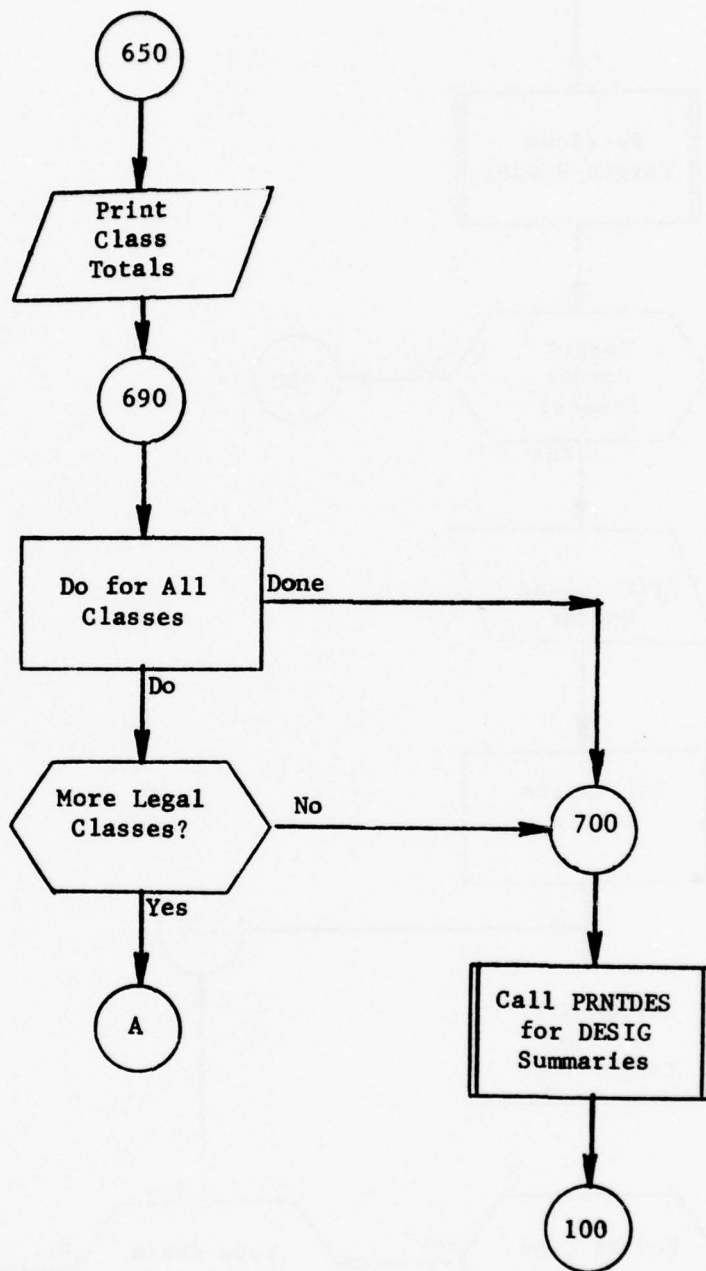 650
Print
Class
Totals
690
Do for All
Classes
Done
Do
More Legal
Classes?
No
700
Yes
A
Call PRNTDES
for DESIG
Summaries
100